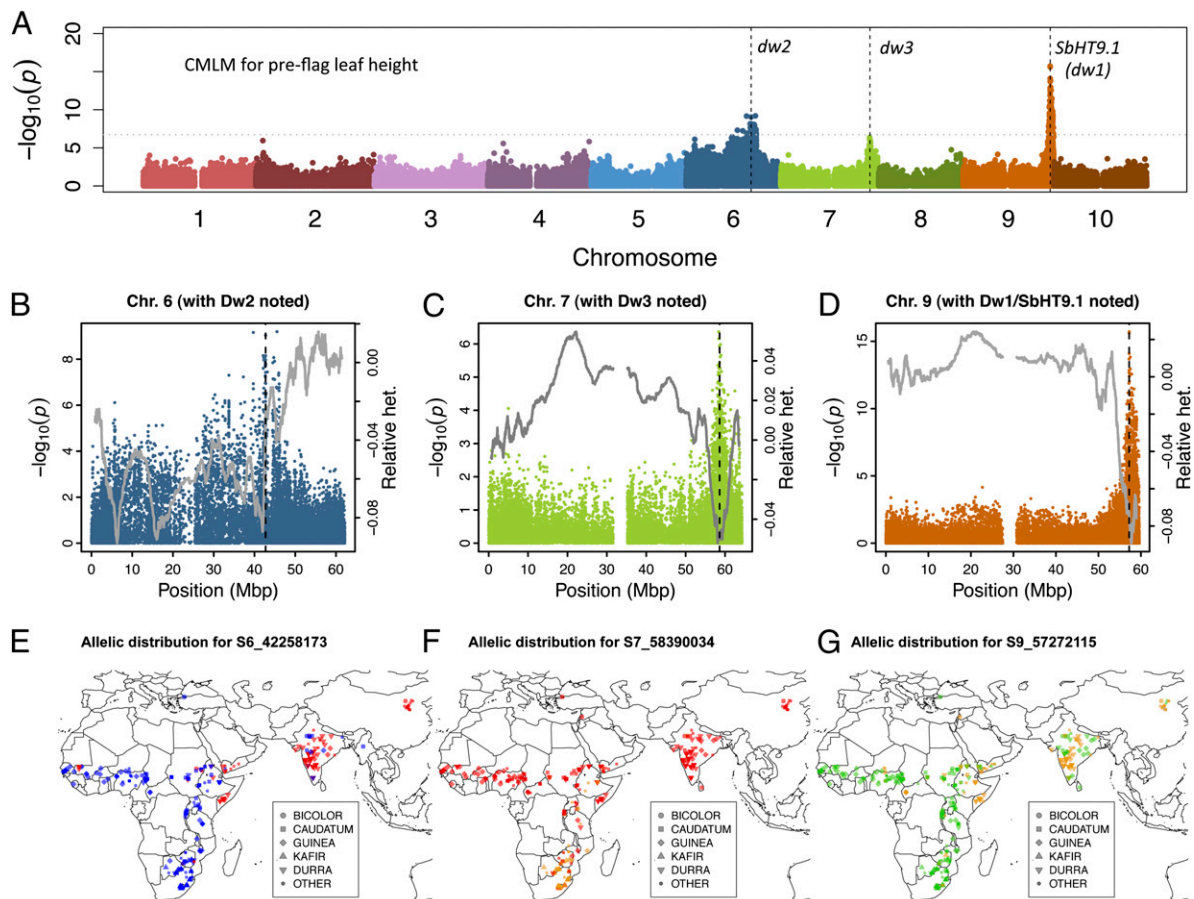 A
20
15
10
5
0
−log10(p)
CMLM for pre-flag leaf height
dw2
dw3
SbHT9.1
(dw1)
1 2 3 4 5 6 7 8 9 10
Chromosome
B
Chr. 6 (with Dw2 noted)
8
6
4
2
0
−log10(p)
0.00
−0.04
−0.08
Relative het.
0 10 20 30 40 50 60
Position (Mbp)
C
Chr. 7 (with Dw3 noted)
6
5
4
3
2
1
0
−log10(p)
0.04
0.02
0.00
−0.04
Relative het.
0 10 20 30 40 50 60
Position (Mbp)
D
Chr. 9 (with Dw1/SbHT9.1 noted)
15
10
5
0
−log10(p)
0.00
−0.04
−0.08
Relative het.
0 10 20 30 40 50 60
Position (Mbp)
E
Allelic distribution for S6_42258173
BICOLOR
CAUDATUM
GUINEA
KAFIR
DURRA
OTHER
F
Allelic distribution for S7_58390034
BICOLOR
CAUDATUM
GUINEA
KAFIR
DURRA
OTHER
G
Allelic distribution for S9_57272115
BICOLOR
CAUDATUM
GUINEA
KAFIR
DURRA
OTHER